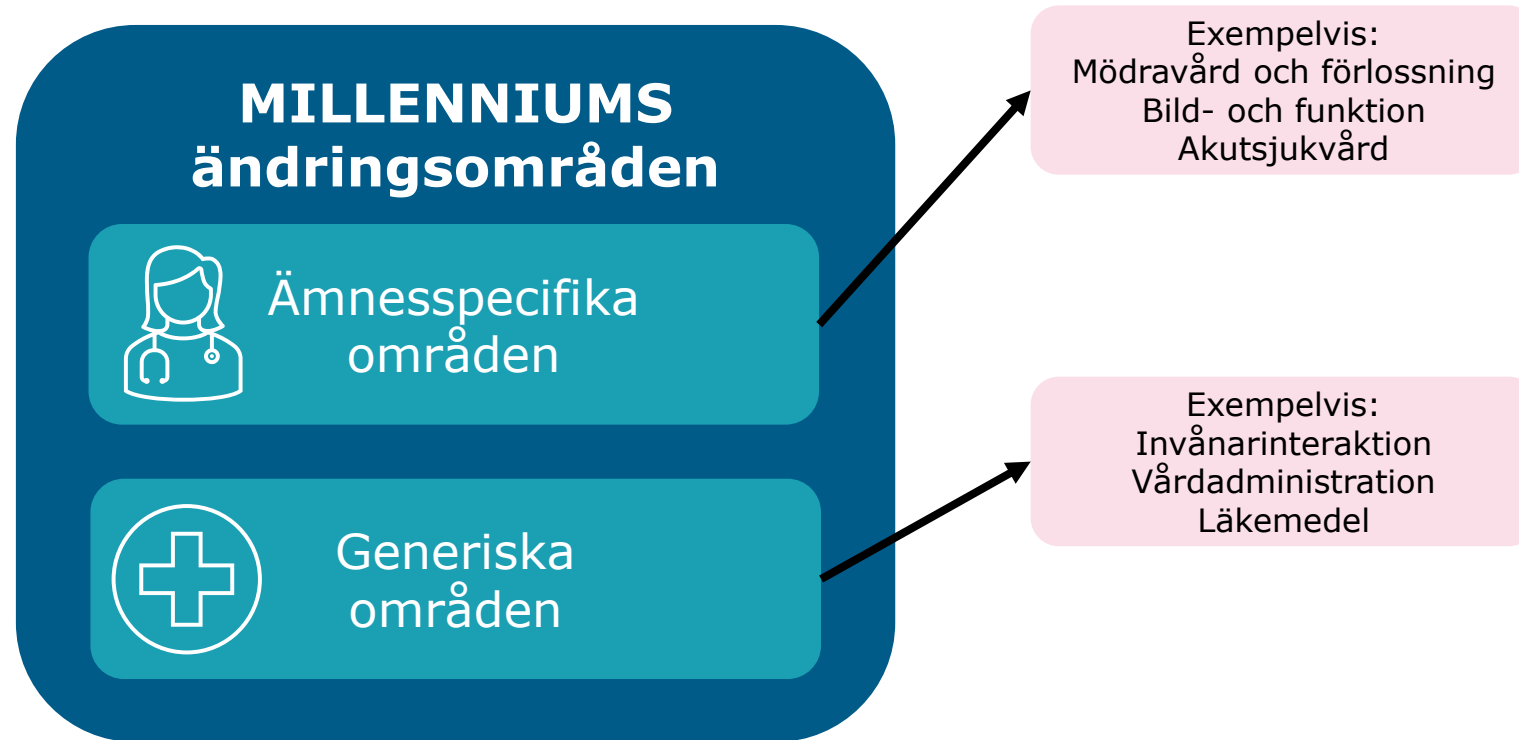 MILLENNIUMS
ändringsområden
Ämnesspecifika
områden
Generiska
områden
Exempelvis:
Mödravård och förlossning
Bild- och funktion
Akutsjukvård
Exempelvis:
Invånarinteraktion
Vårdadministration
Läkemedel